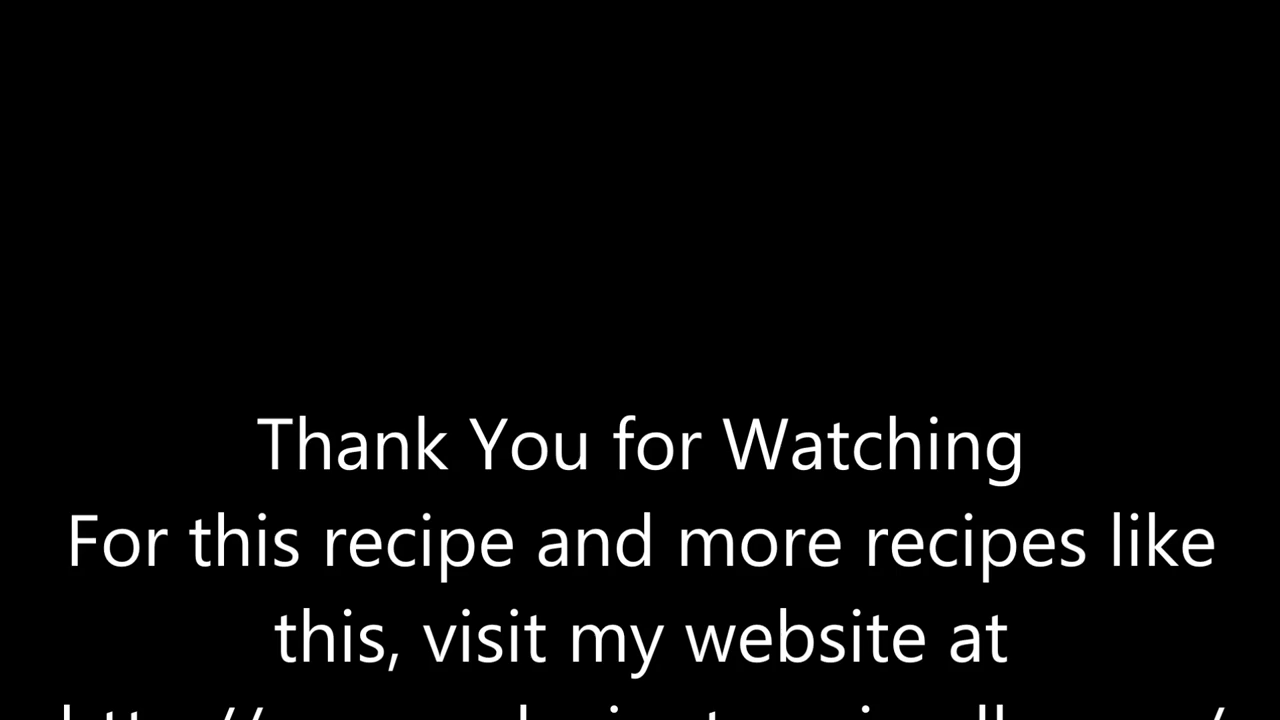 Thank You for Watching
For this recipe and more recipes like
this, visit my website at